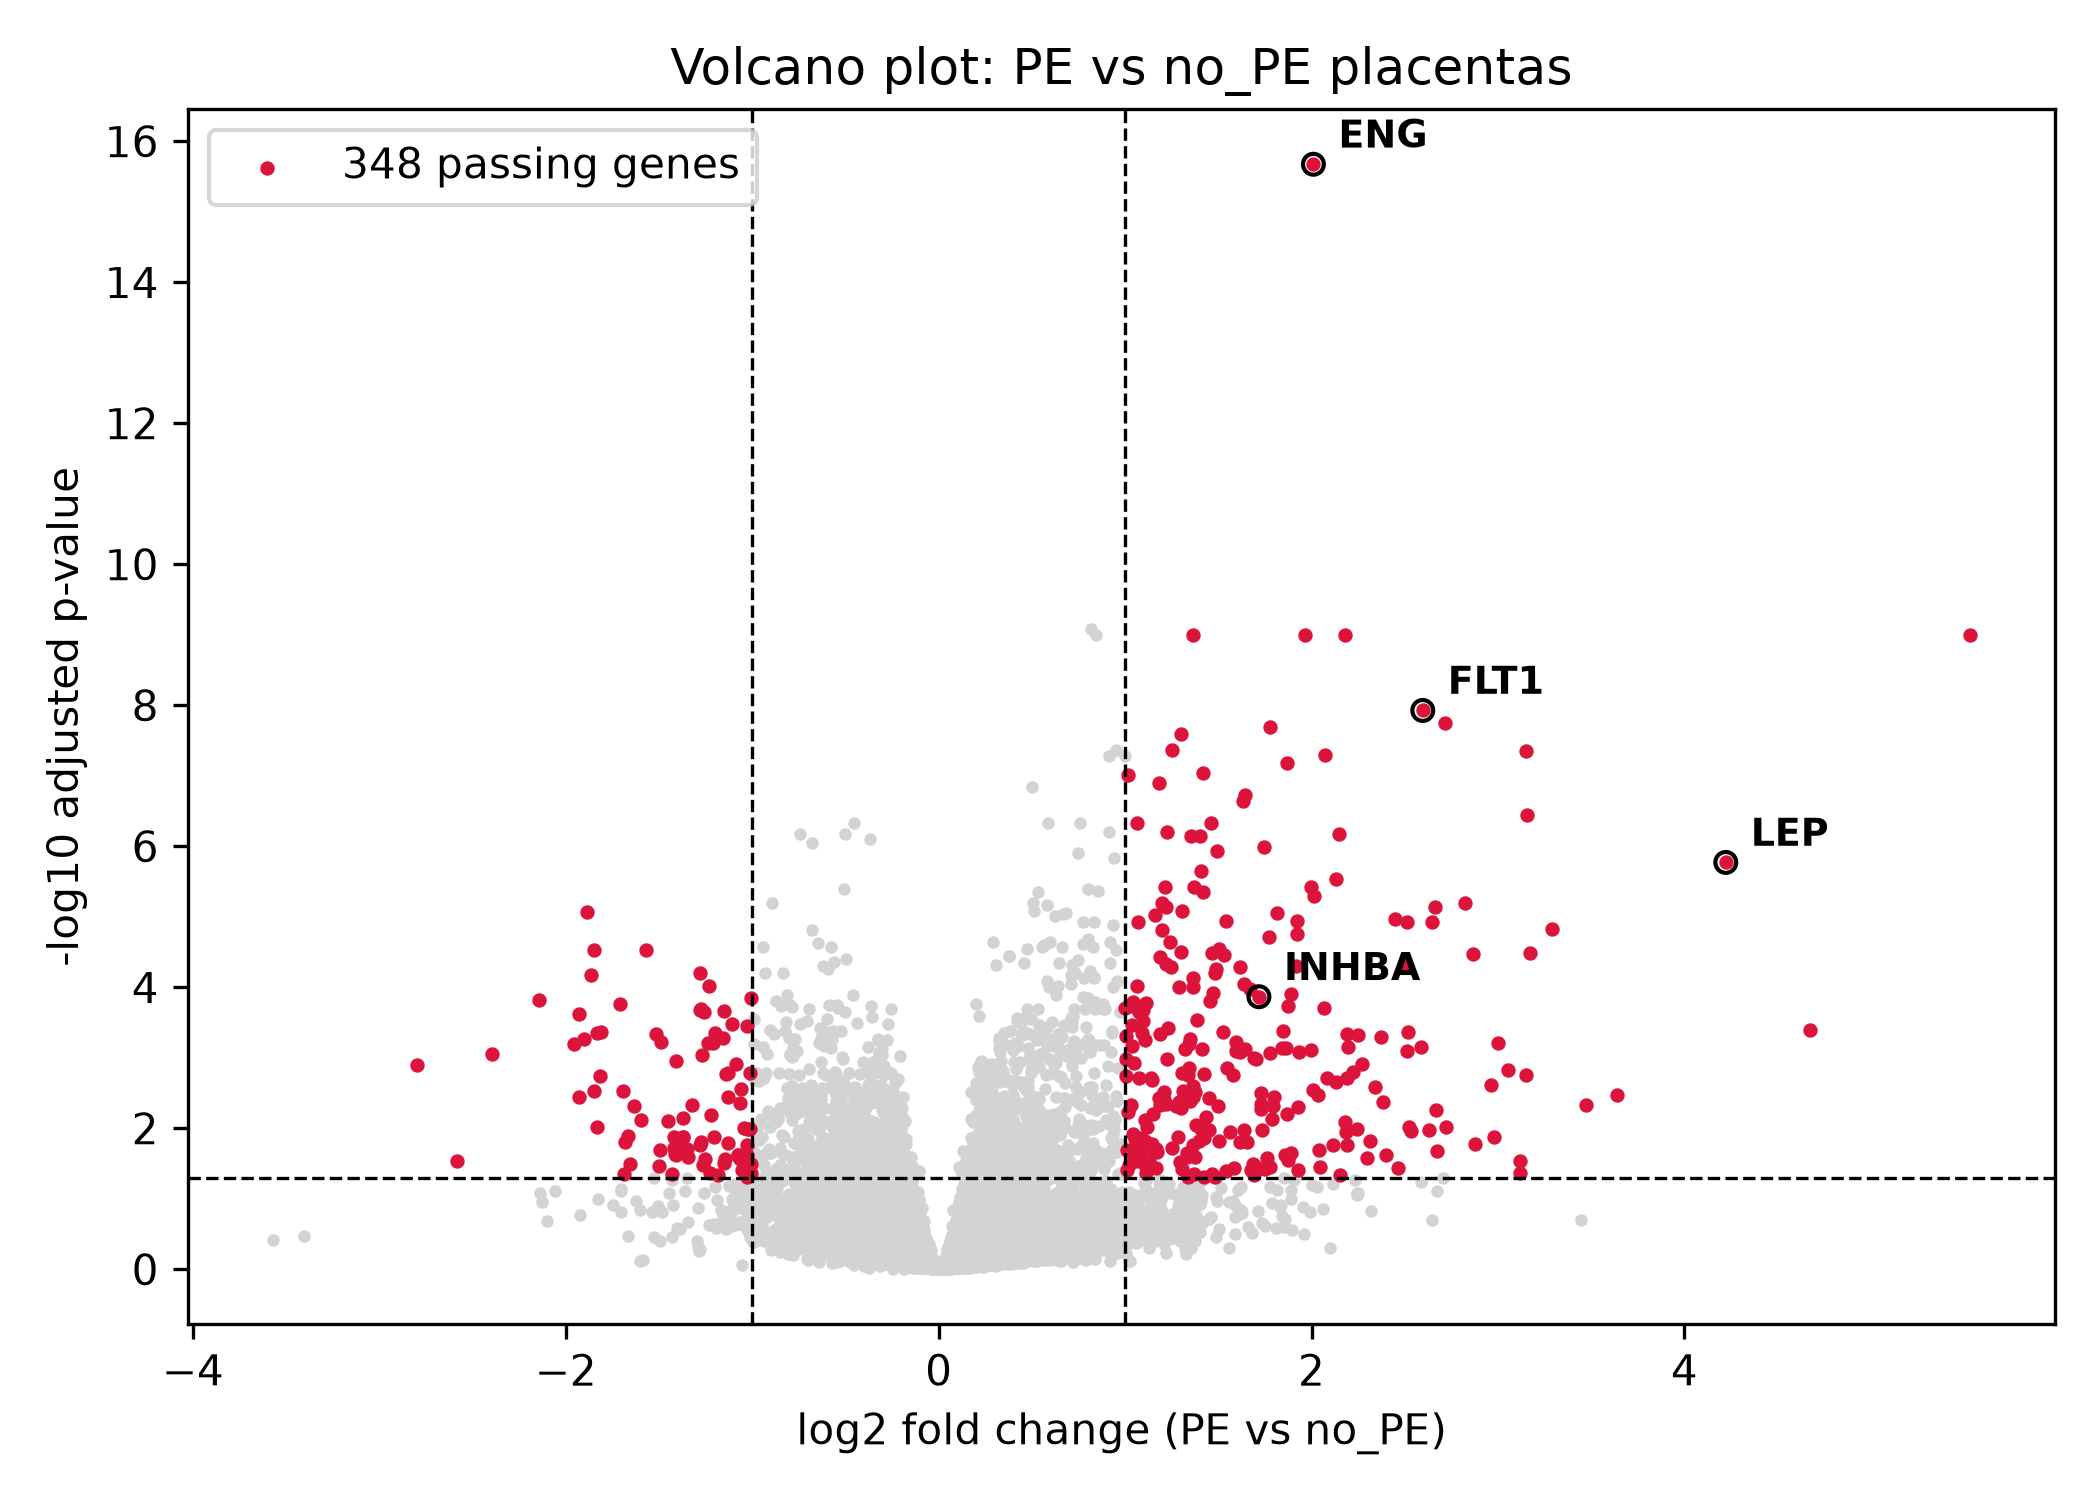 Volcano plot: PE vs no_PE placentas
348 passing genes
ENG
FLT1
LEP
INHBA
-log10 adjusted p-value
16
14
12
10
8
6
4
2
0
−4
−2
0
2
4
log2 fold change (PE vs no_PE)